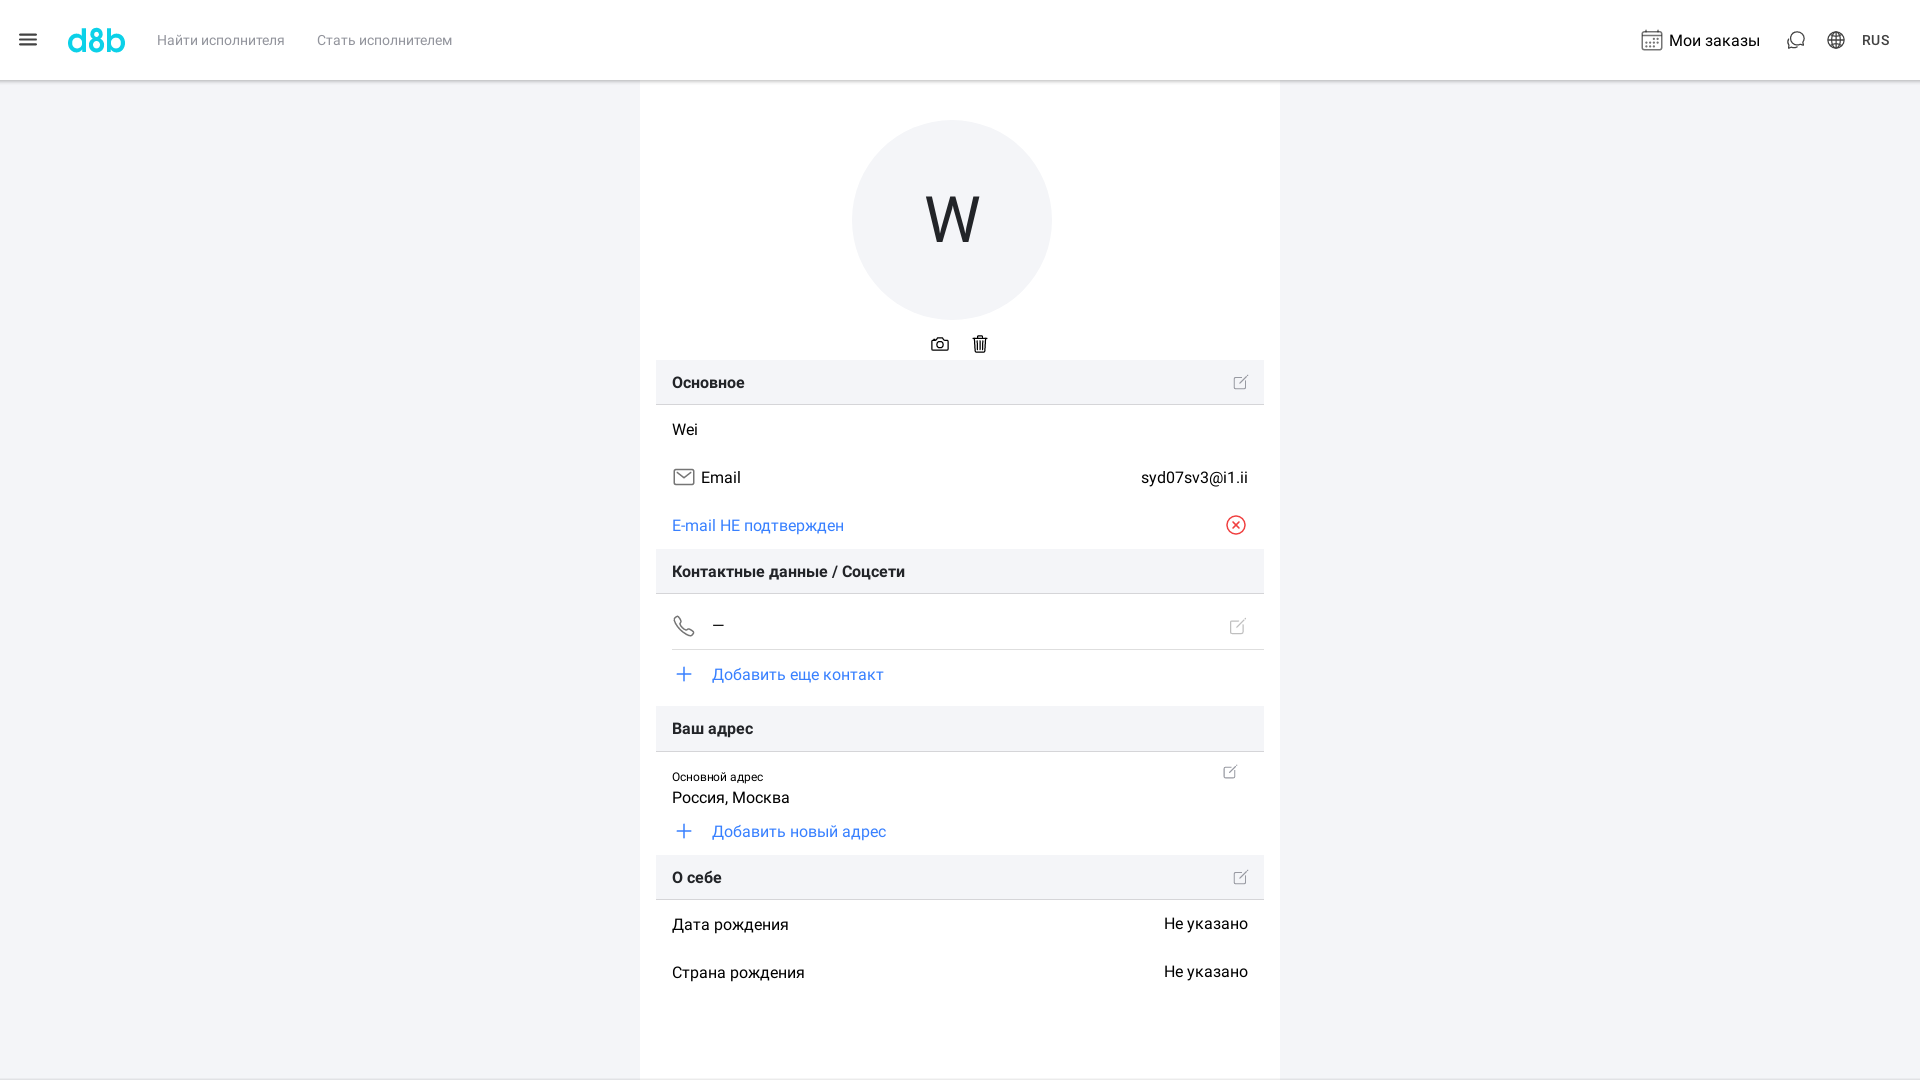 d8b
Найти исполнителя
Стать исполнителем
Мои заказы
RUS
W
Основное
Wei
Email
syd07sv3@i1.ii
E-mail НЕ подтвержден
Контактные данные / Соцсети
—
Добавить еще контакт
Ваш адрес
Основной адрес
Россия, Москва
Добавить новый адрес
О себе
Дата рождения
Не указано
Страна рождения
Не указано